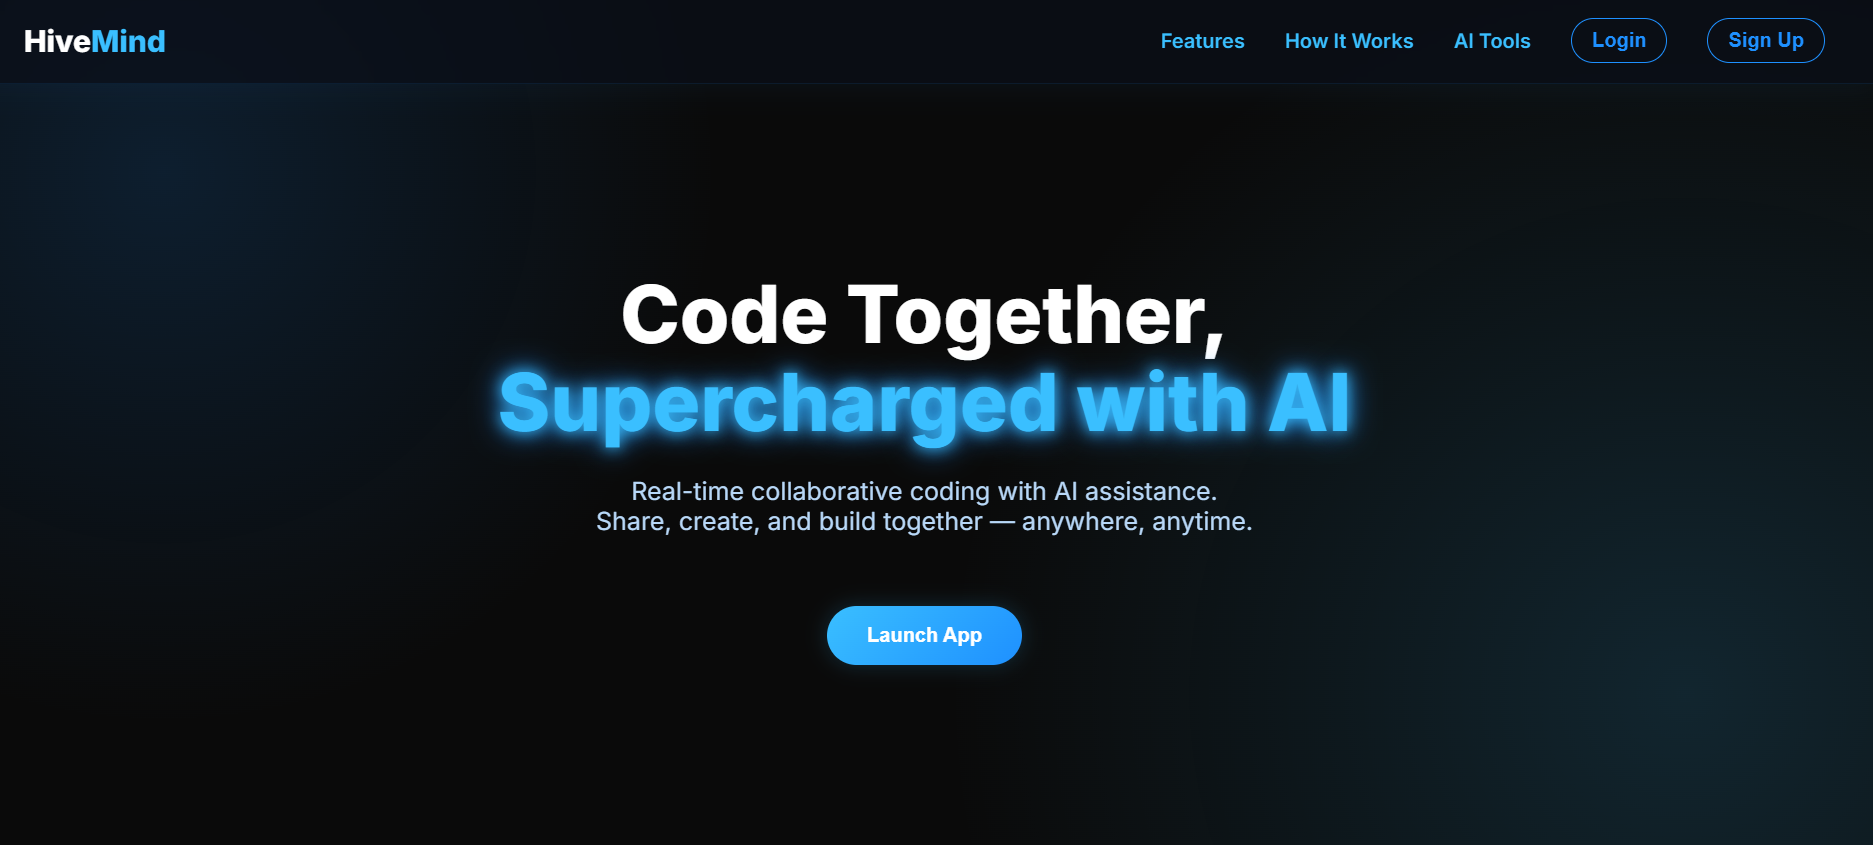 HiveMind
Features
How It Works
AI Tools
Login
Sign Up
Code Together,
Supercharged with AI
Real-time collaborative coding with AI assistance.
Share, create, and build together — anywhere, anytime.
Launch App